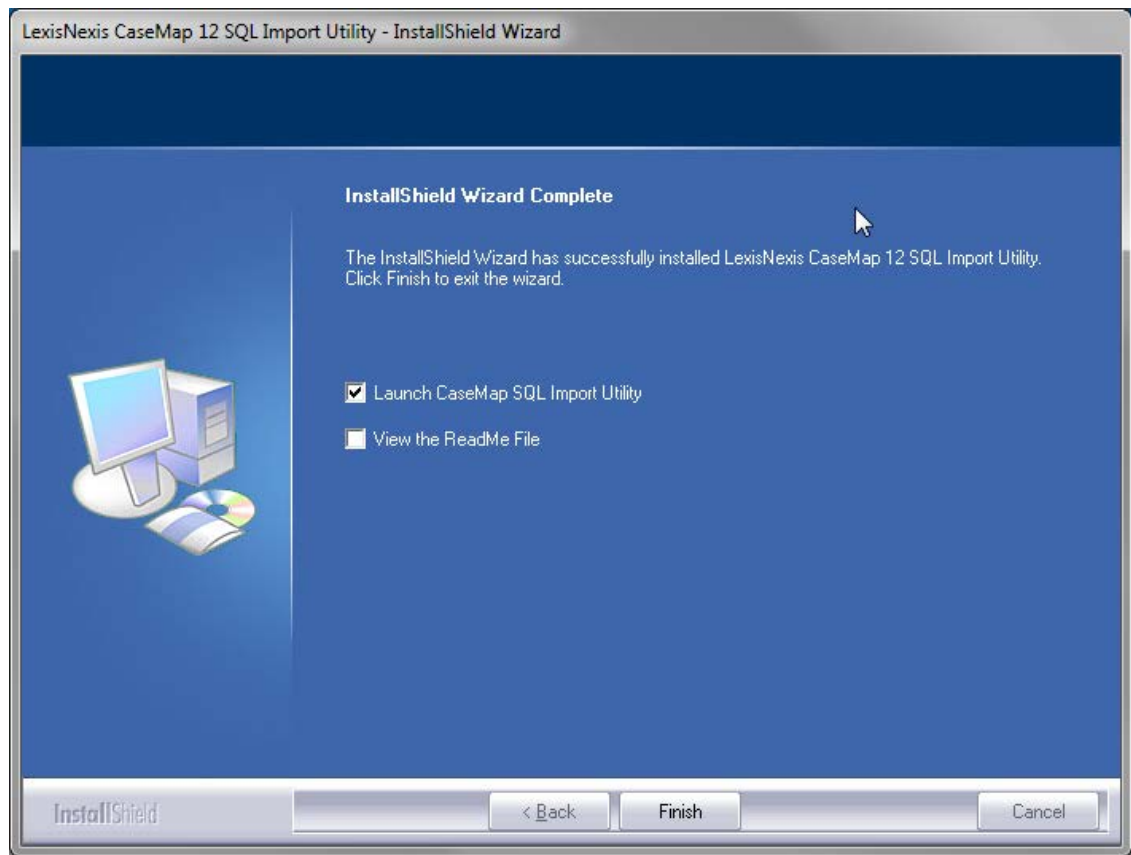 LexisNexis CaseMap 12 SQL Import Utility - InstallShield Wizard
InstallShield Wizard Complete
The InstallShield Wizard has successfully installed LexisNexis CaseMap 12 SQL Import Utility.
Click Finish to exit the wizard.
Launch CaseMap SQL Import Utility
View the ReadMe File
InstallShield
< Back
Finish
Cancel